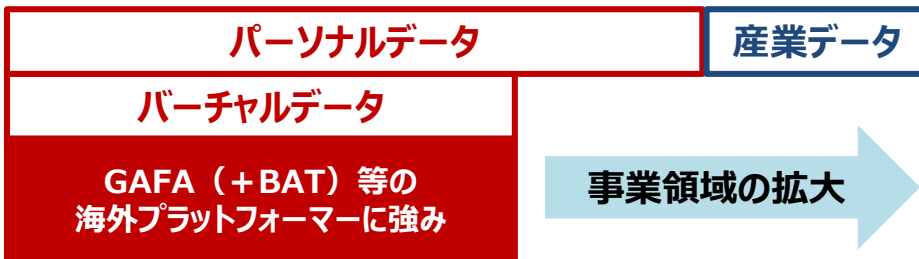 パーソナルデータ
産業データ
バーチャルデータ
GAFA（＋BAT）等の
海外プラットフォーマーに強み
事業領域の拡大